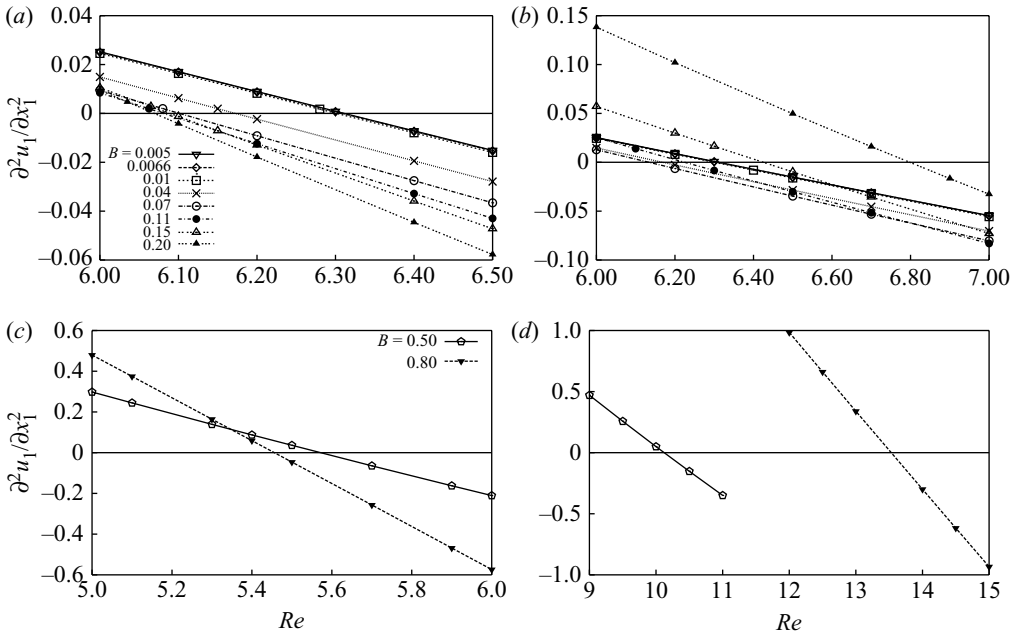 (a)
0.04
0.02
0
−0.02
−0.04
−0.06
∂²u₁/∂x₁²
B = 0.005
0.0066
0.01
0.04
0.07
0.11
0.15
0.20
6.00 6.10 6.20 6.30 6.40 6.50
(b)
0.15
0.10
0.05
0
−0.05
−0.10
6.00 6.20 6.40 6.60 6.80 7.00
(c)
0.6
0.4
0.2
0
−0.2
−0.4
−0.6
∂²u₁/∂x₁²
B = 0.50
0.80
5.0 5.2 5.4 5.6 5.8 6.0
Re
(d)
1.0
0.5
0
−0.5
−1.0
9 10 11 12 13 14 15
Re